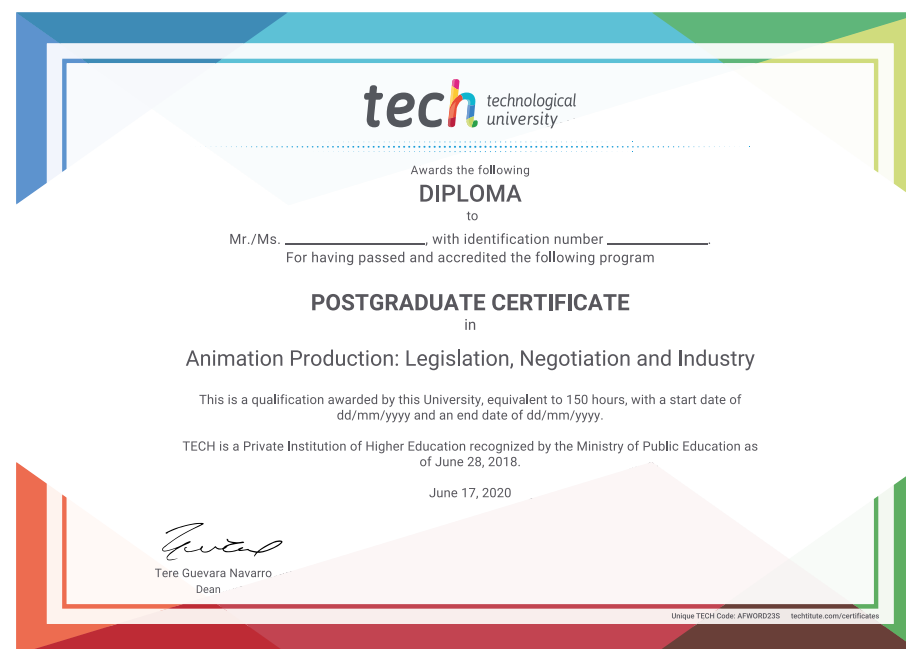 tech technological
university
Awards the following
DIPLOMA
to
Mr./Ms. ____________________, with identification number ______________.
For having passed and accredited the following program
POSTGRADUATE CERTIFICATE
in
Animation Production: Legislation, Negotiation and Industry
This is a qualification awarded by this University, equivalent to 150 hours, with a start date of
dd/mm/yyyy and an end date of dd/mm/yyyy.
TECH is a Private Institution of Higher Education recognized by the Ministry of Public Education as
of June 28, 2018.
June 17, 2020
Tere Guevara Navarro
Dean
Unique TECH Code: AFWORD23S techtitute.com/certificates